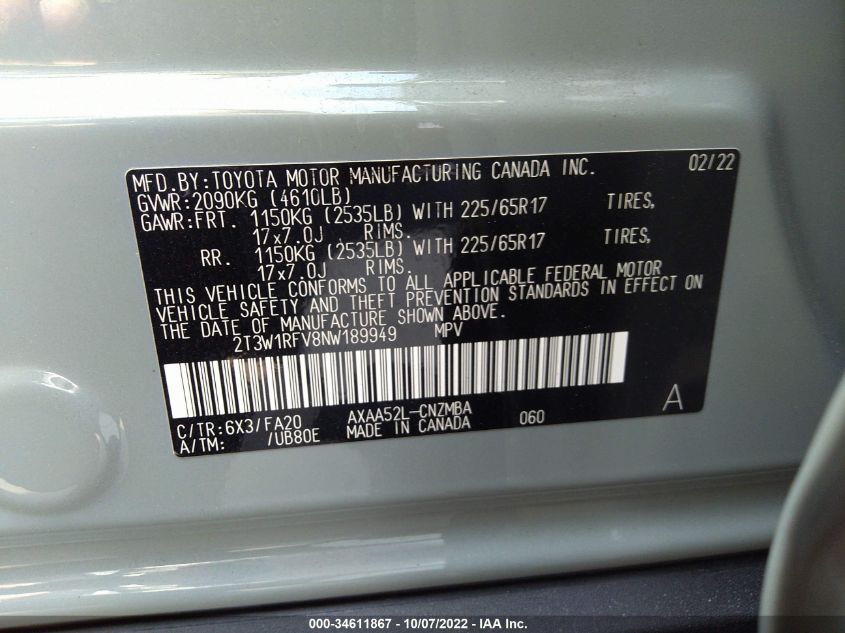 MFD.BY:TOYOTA MOTOR MANUFACTURING CANADA INC. 02/22
GVWR:2090KG (4610LB)
GAWR:FRT. 1150KG (2535LB) WITH 225/65R17 TIRES,
17x7.0J , RIMS.
RR. 1150KG (2535LB) WITH 225/65R17 TIRES,
17x7.0J , RIMS.
THIS VEHICLE CONFORMS TO ALL APPLICABLE FEDERAL MOTOR
VEHICLE SAFETY AND THEFT PREVENTION STANDARDS IN EFFECT ON
THE DATE OF MANUFACTURE SHOWN ABOVE.
2T3W1RFV8NW189949 MPV
C/TR:6X3/FA20 AXAA52L-CNZMBA 060 A
A/TM: /UB80E MADE IN CANADA
000-34611867 - 10/07/2022 - IAA Inc.